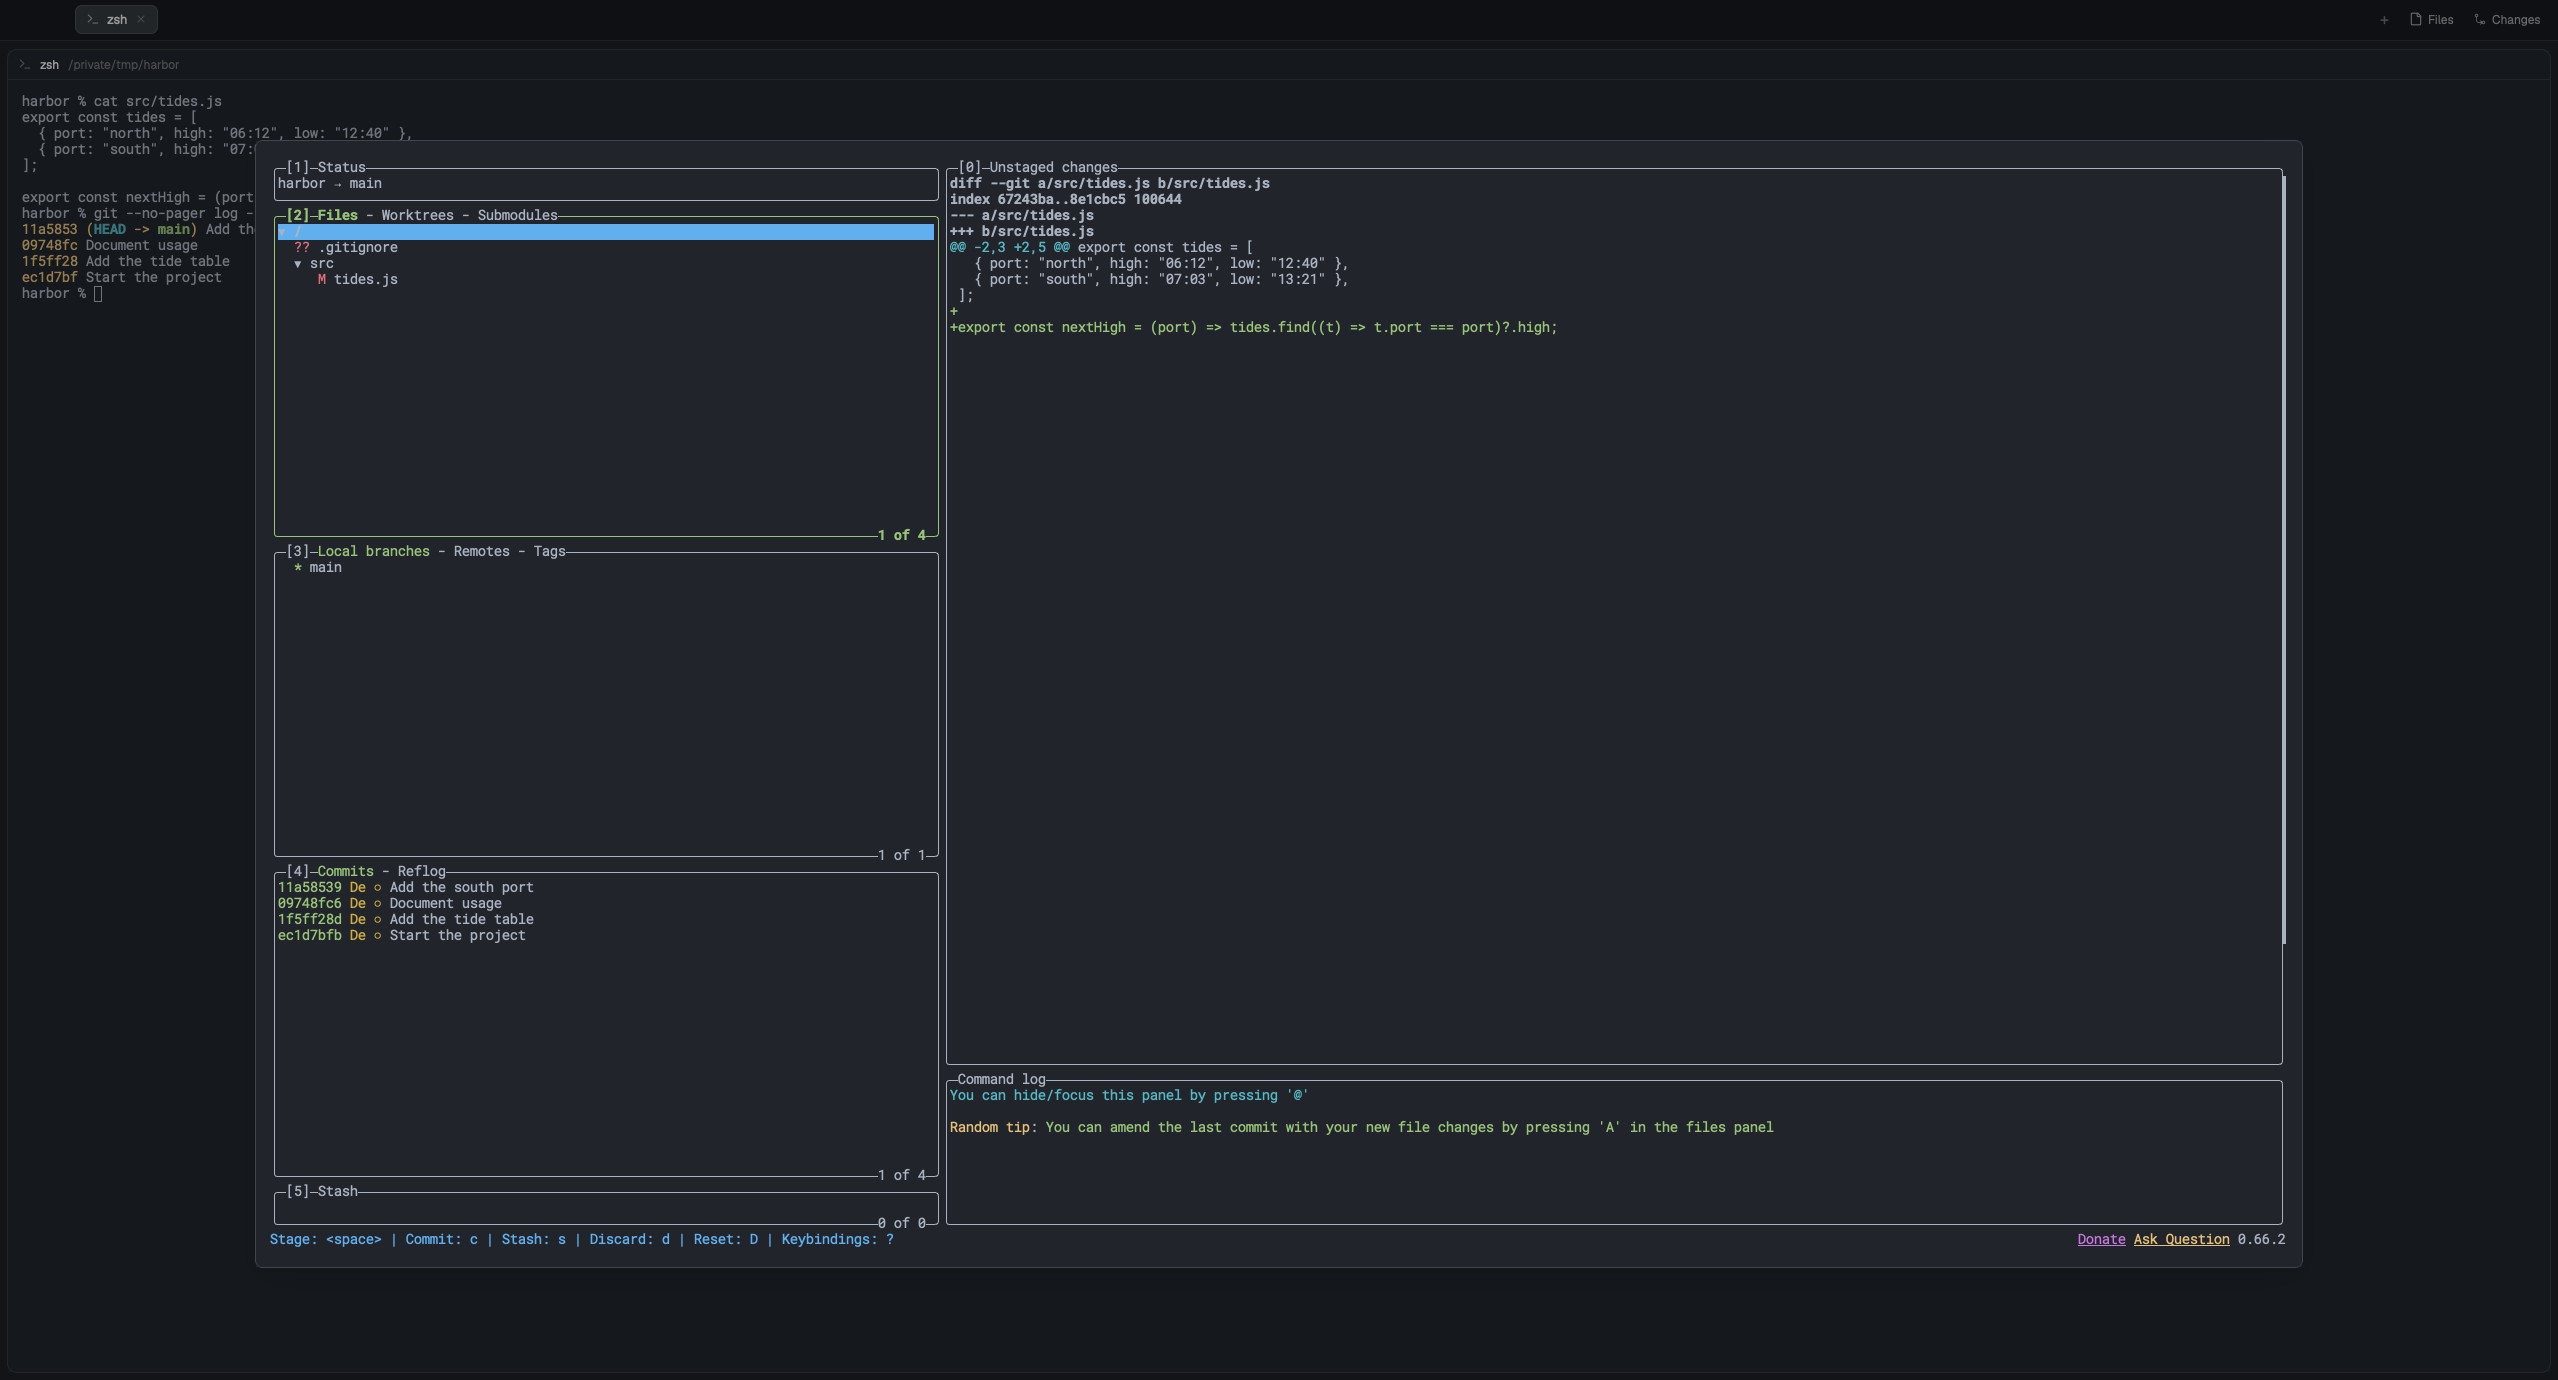 zsh ×
+ Files Changes
zsh /private/tmp/harbor
harbor % cat src/tides.js
export const tides = [
{ port: "north", high: "06:12", low: "12:40" },
{ port: "south", high: "07:
];
export const nextHigh = (port
harbor % git --no-pager log -
11a5853 (HEAD -> main) Add th
09748fc Document usage
1f5ff28 Add the tide table
ec1d7bf Start the project
harbor %
[1]─Status
harbor → main
[2]─Files - Worktrees - Submodules
▼ /
?? .gitignore
▼ src
M tides.js
1 of 4
[3]─Local branches - Remotes - Tags
* main
1 of 1
[4]─Commits - Reflog
11a58539 De ○ Add the south port
09748fc6 De ○ Document usage
1f5ff28d De ○ Add the tide table
ec1d7bfb De ○ Start the project
1 of 4
[5]─Stash
0 of 0
[0]─Unstaged changes
diff --git a/src/tides.js b/src/tides.js
index 67243ba..8e1cbc5 100644
--- a/src/tides.js
+++ b/src/tides.js
@@ -2,3 +2,5 @@ export const tides = [
{ port: "north", high: "06:12", low: "12:40" },
{ port: "south", high: "07:03", low: "13:21" },
];
+
+export const nextHigh = (port) => tides.find((t) => t.port === port)?.high;
Command log
You can hide/focus this panel by pressing '@'
Random tip: You can amend the last commit with your new file changes by pressing 'A' in the files panel
Stage: <space> | Commit: c | Stash: s | Discard: d | Reset: D | Keybindings: ?
Donate Ask Question 0.66.2